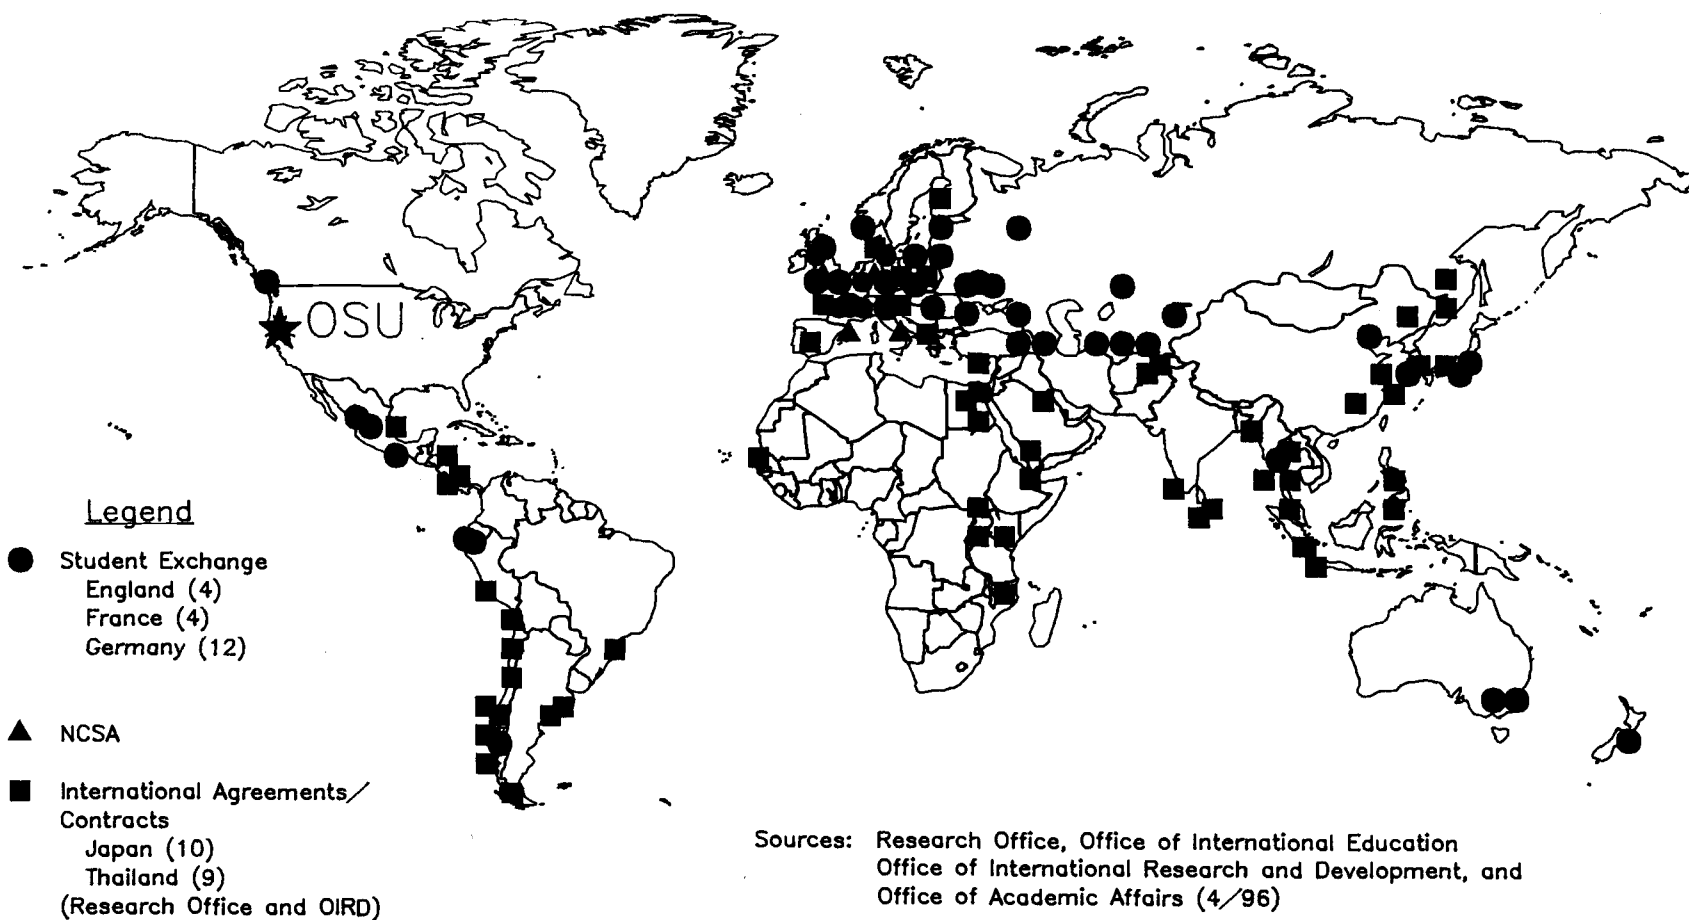 OSU
Legend
Student Exchange
England (4)
France (4)
Germany (12)
NCSA
International Agreements/
Contracts
Japan (10)
Thailand (9)
(Research Office and OIRD)
Sources: Research Office, Office of International Education
Office of International Research and Development, and
Office of Academic Affairs (4/96)